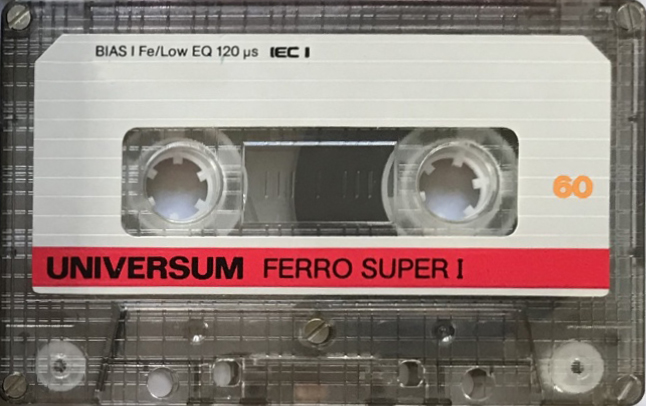 BIAS I Fe/Low EQ 120 µs IEC I
60
UNIVERSUM FERRO SUPER I